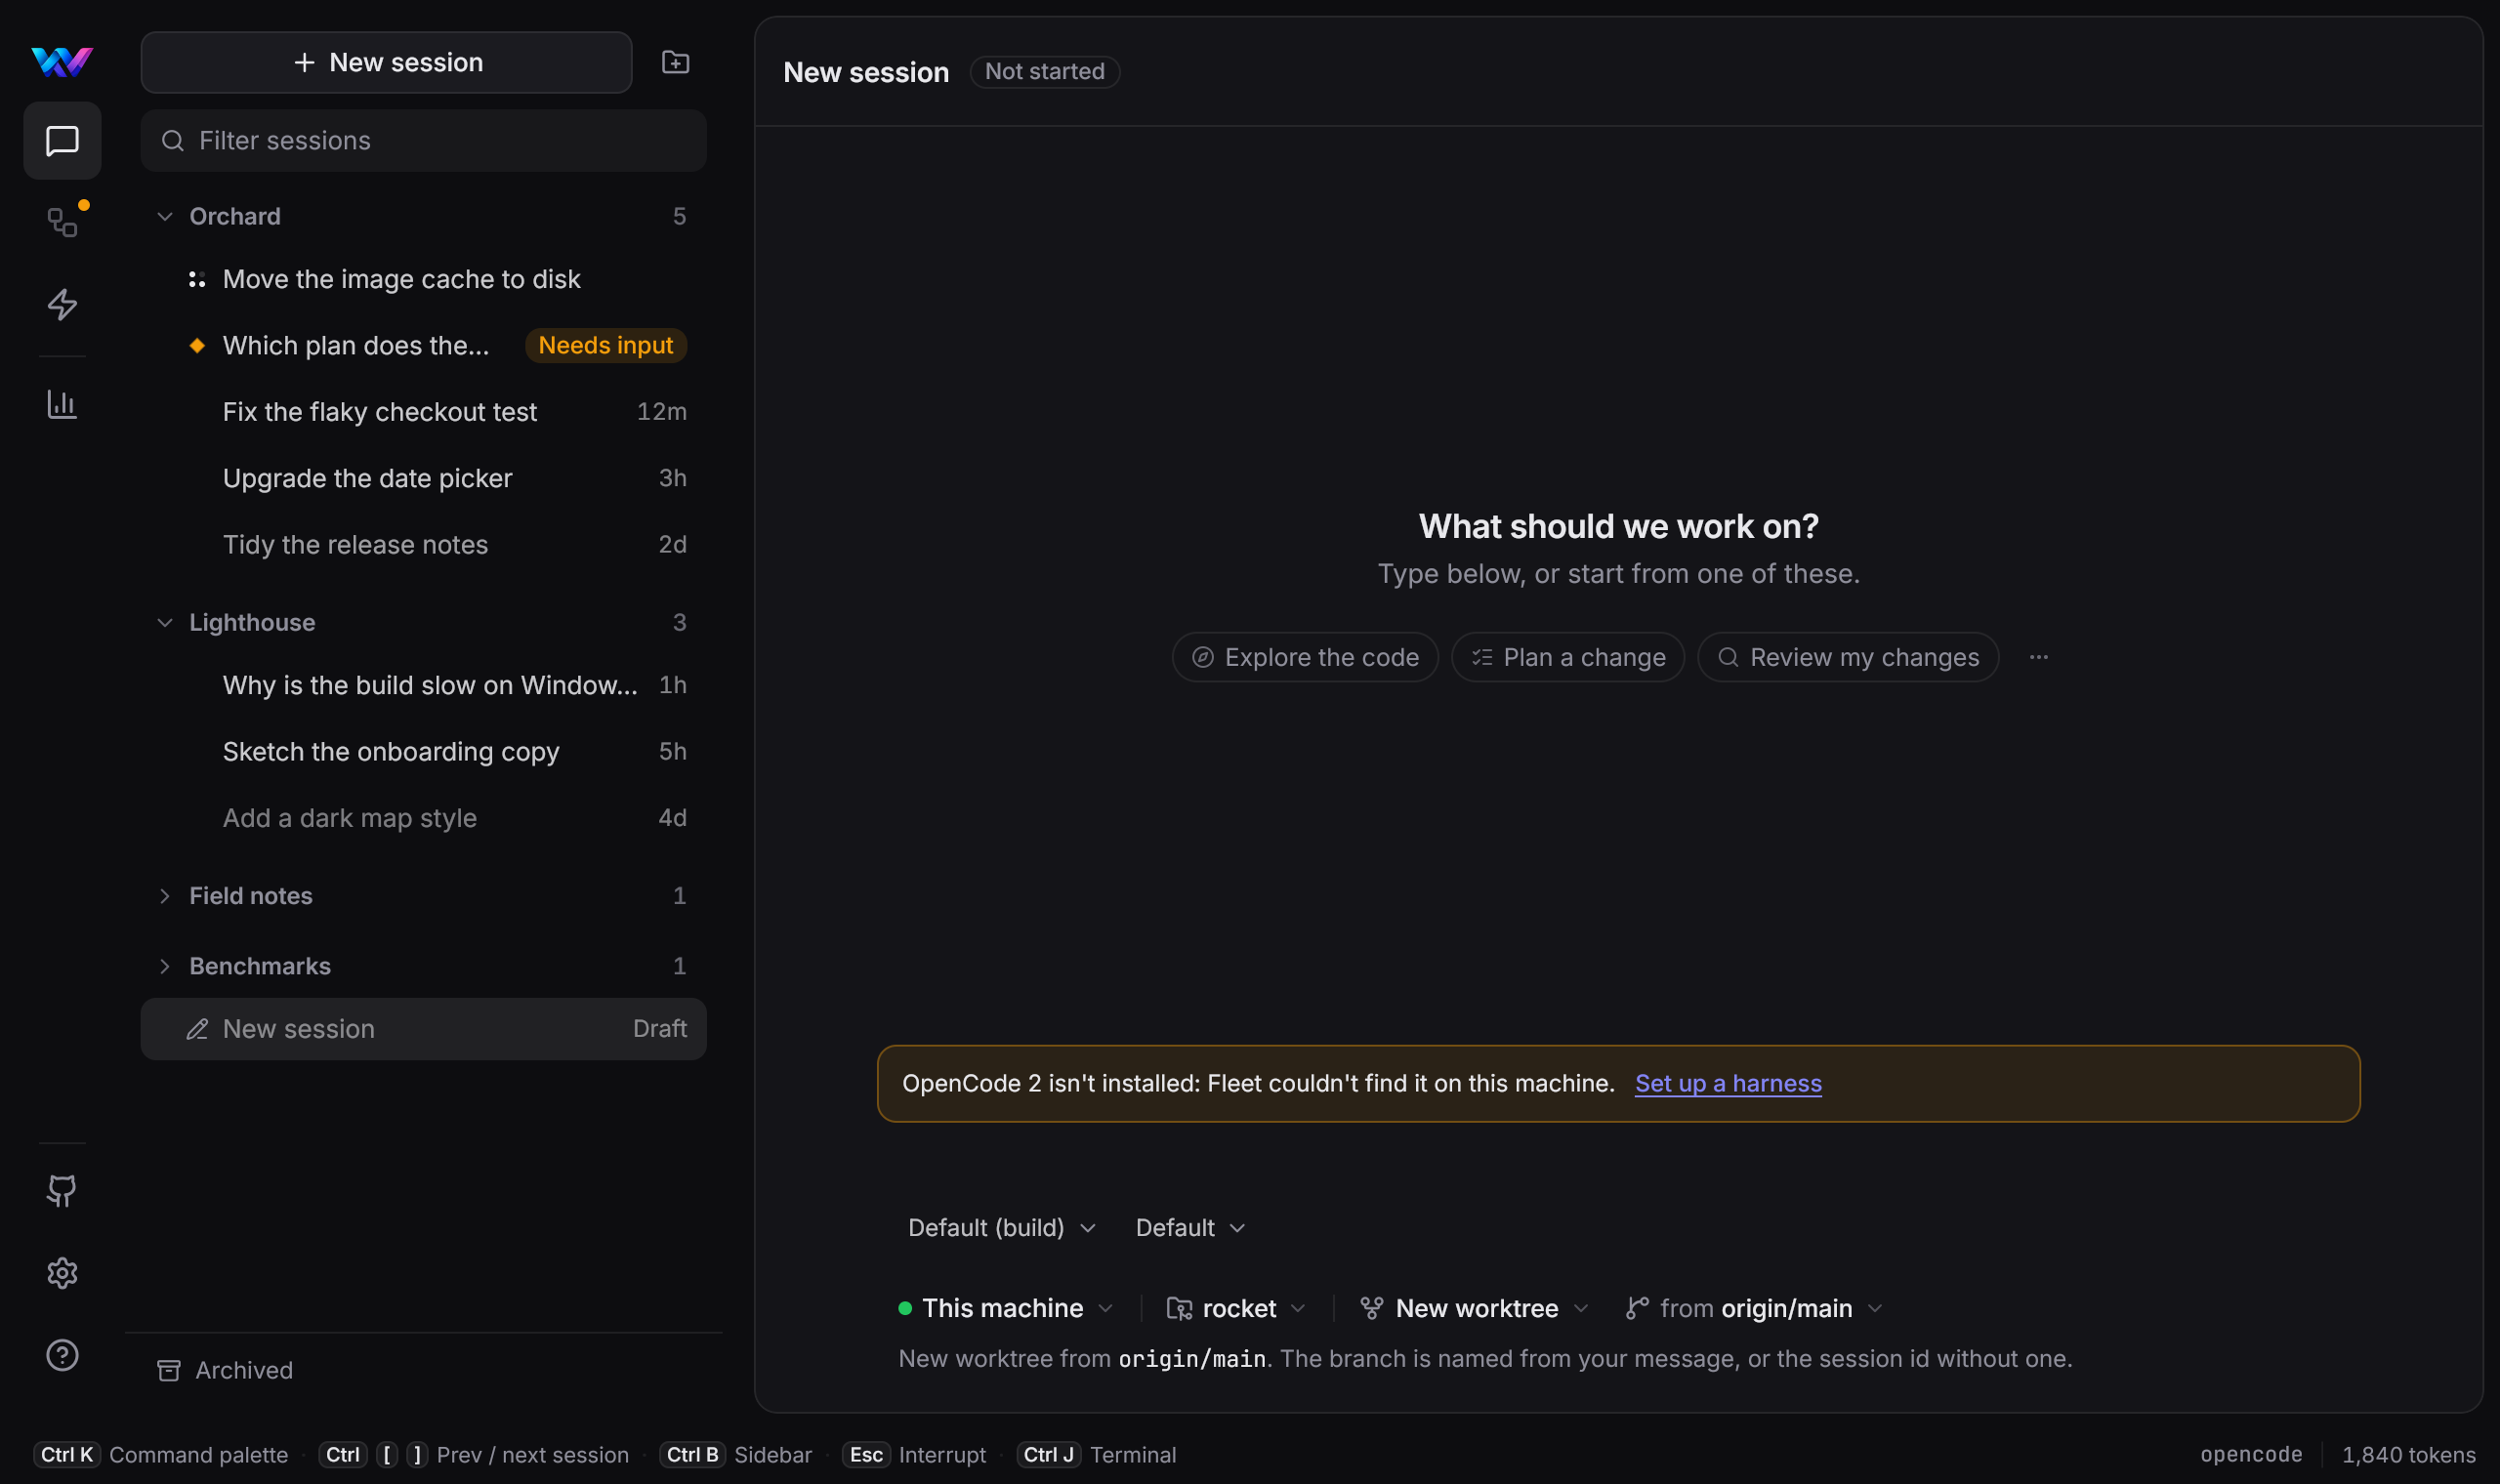 New session
Filter sessions
Orchard 5
Move the image cache to disk
Which plan does the... Needs input
Fix the flaky checkout test 12m
Upgrade the date picker 3h
Tidy the release notes 2d
Lighthouse 3
Why is the build slow on Window... 1h
Sketch the onboarding copy 5h
Add a dark map style 4d
Field notes 1
Benchmarks 1
New session Draft
Archived
New session Not started
What should we work on?
Type below, or start from one of these.
Explore the code Plan a change Review my changes ...
OpenCode 2 isn't installed: Fleet couldn't find it on this machine. Set up a harness
Default (build) Default
This machine rocket New worktree from origin/main
New worktree from origin/main. The branch is named from your message, or the session id without one.
Ctrl K Command palette · Ctrl [ ] Prev / next session · Ctrl B Sidebar · Esc Interrupt · Ctrl J Terminal opencode 1,840 tokens